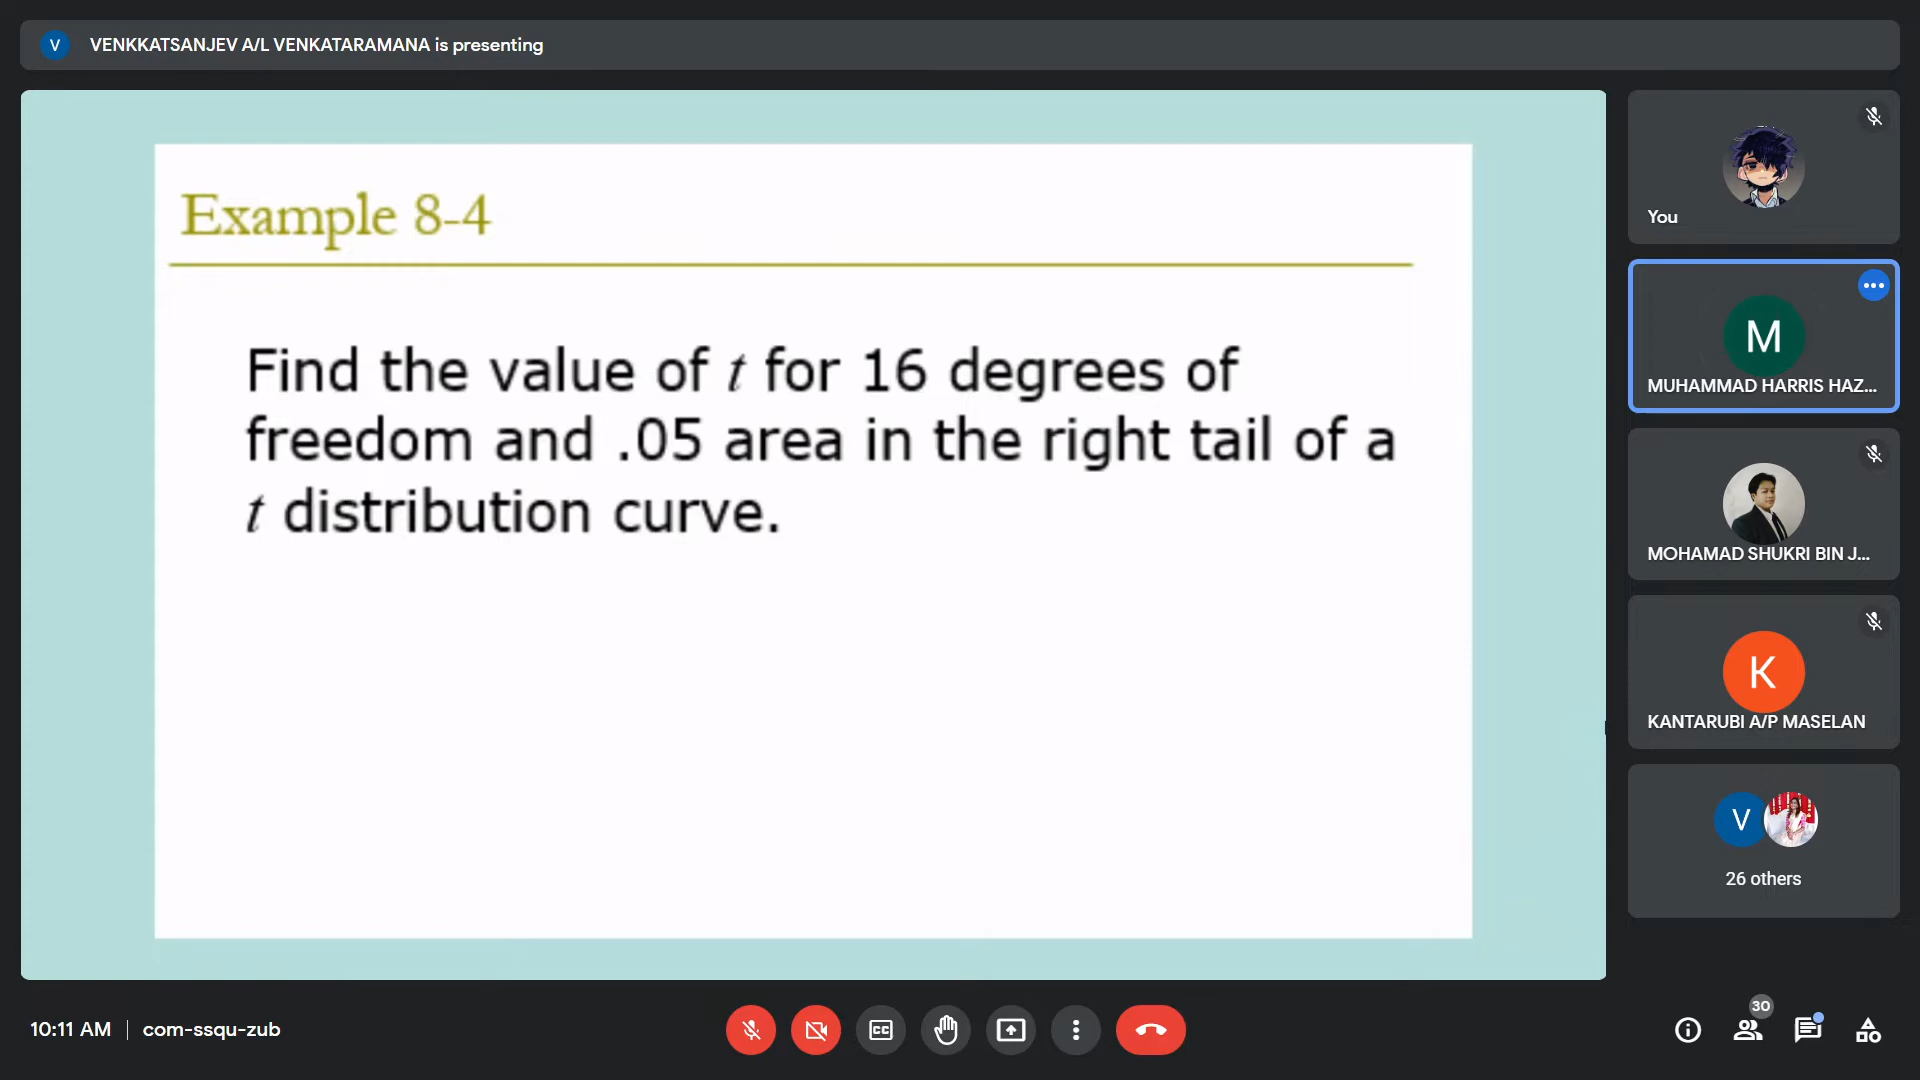 V VENKKATSANJEV A/L VENKATARAMANA is presenting
Example 8-4
Find the value of t for 16 degrees of
freedom and .05 area in the right tail of a
t distribution curve.
You
M
MUHAMMAD HARRIS HAZ...
MOHAMAD SHUKRI BIN J...
K
KANTARUBI A/P MASELAN
V
26 others
10:11 AM | com-ssqu-zub
CC
30